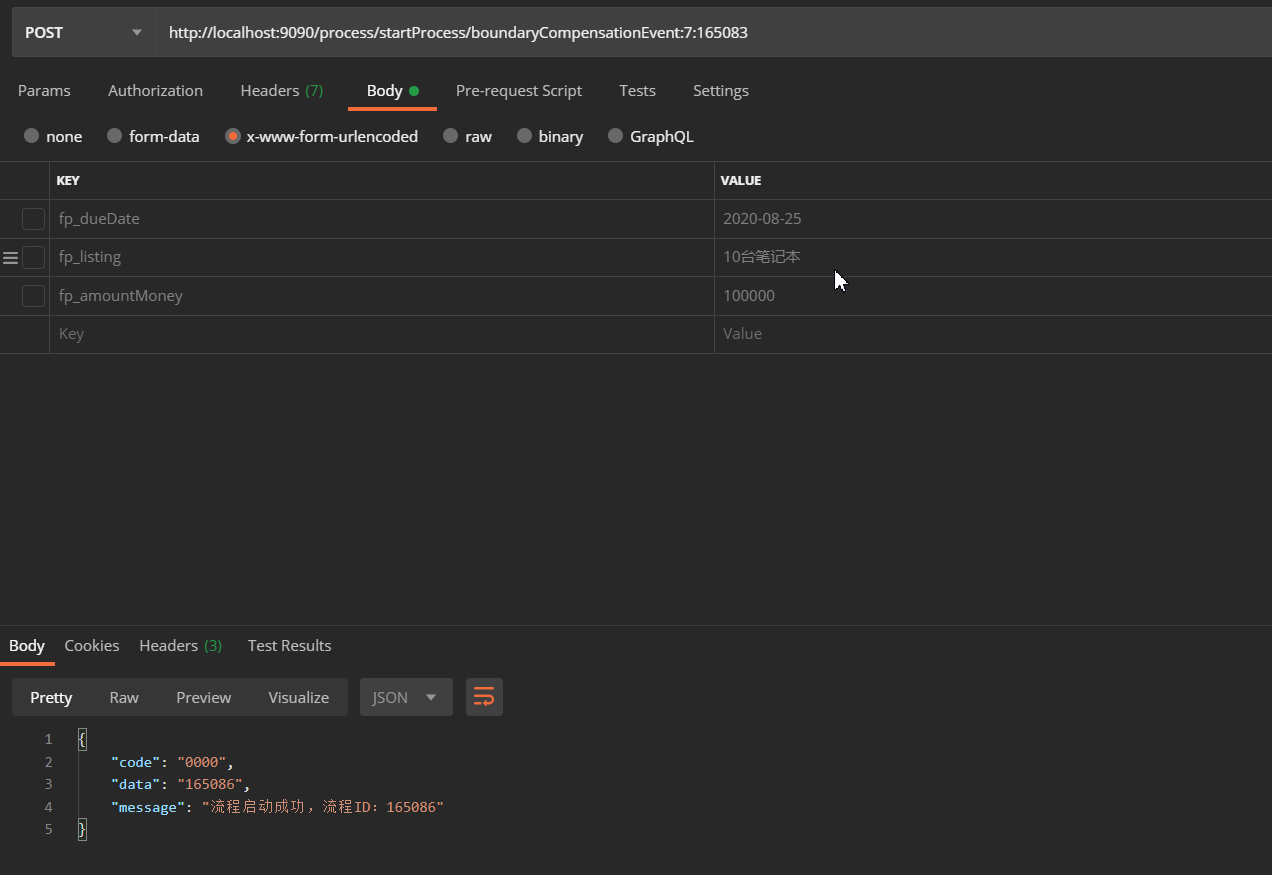 POST http://localhost:9090/process/startProcess/boundaryCompensationEvent:7:165083
Params Authorization Headers (7) Body Pre-request Script Tests Settings
none form-data x-www-form-urlencoded raw binary GraphQL
KEY VALUE
fp_dueDate 2020-08-25
fp_listing 10台笔记本
fp_amountMoney 100000
Key Value
Body Cookies Headers (3) Test Results
Pretty Raw Preview Visualize JSON
1 {
2 "code": "0000",
3 "data": "165086",
4 "message": "流程启动成功，流程ID：165086"
5 }